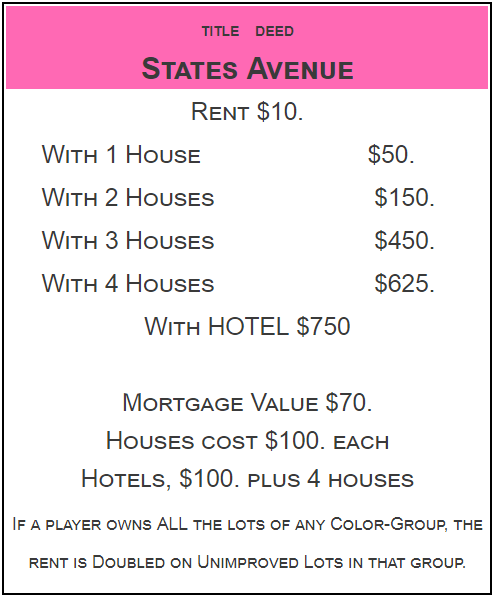 TITLE DEED
STATES AVENUE
RENT $10.
WITH 1 HOUSE $50.
WITH 2 HOUSES $150.
WITH 3 HOUSES $450.
WITH 4 HOUSES $625.
WITH HOTEL $750
MORTGAGE VALUE $70.
HOUSES COST $100. EACH
HOTELS, $100. PLUS 4 HOUSES
IF A PLAYER OWNS ALL THE LOTS OF ANY COLOR-GROUP, THE
RENT IS DOUBLED ON UNIMPROVED LOTS IN THAT GROUP.